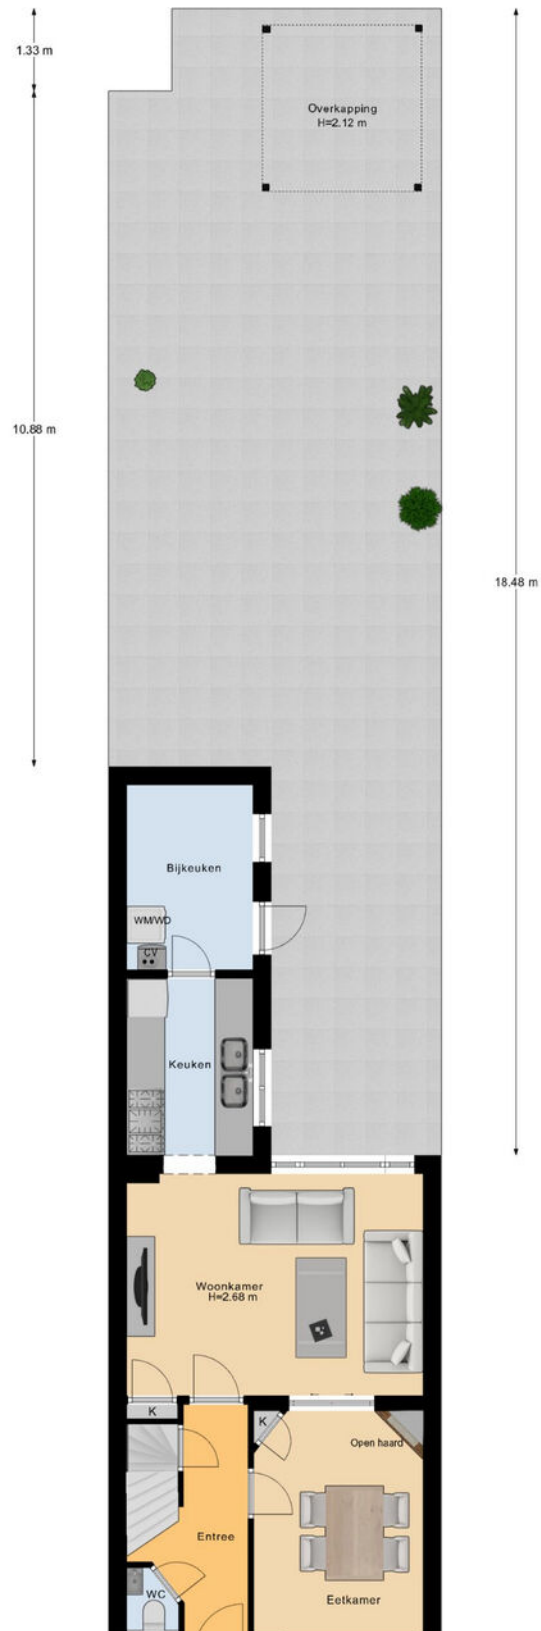 1.33 m
Overkapping
H=2.12 m
10.88 m
18.48 m
Bijkeuken
WM/WD
CV
Keuken
Woonkamer
H=2.68 m
K
K
Open haard
Entree
WC
Eetkamer